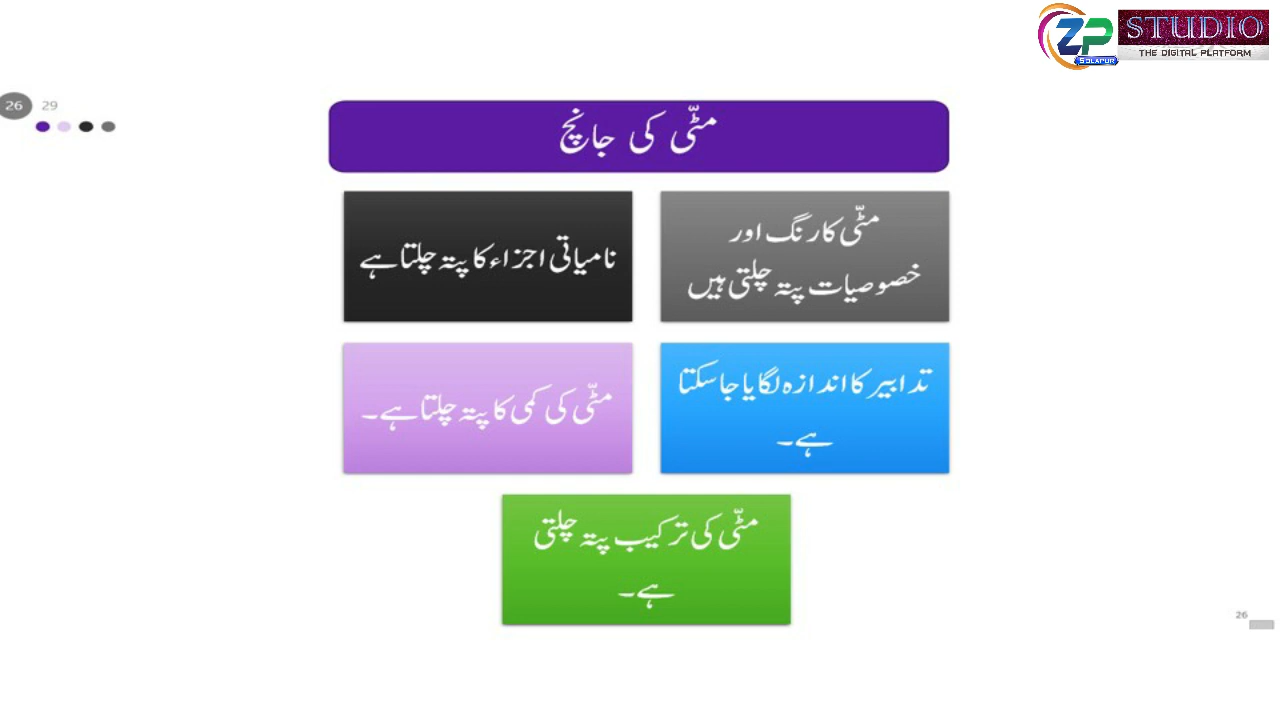 ZP STUDIO
SOLAPUR
THE DIGITAL PLATFORM
26 29
مٹّی کی جانچ
مٹّی کا رنگ اور
خصوصیات پتہ چلتی ہیں
نامیاتی اجزاء کا پتہ چلتا ہے
تدابیر کا اندازہ لگایا جا سکتا
ہے۔
مٹّی کی کمی کا پتہ چلتا ہے۔
مٹّی کی ترکیب پتہ چلتی
ہے۔
26